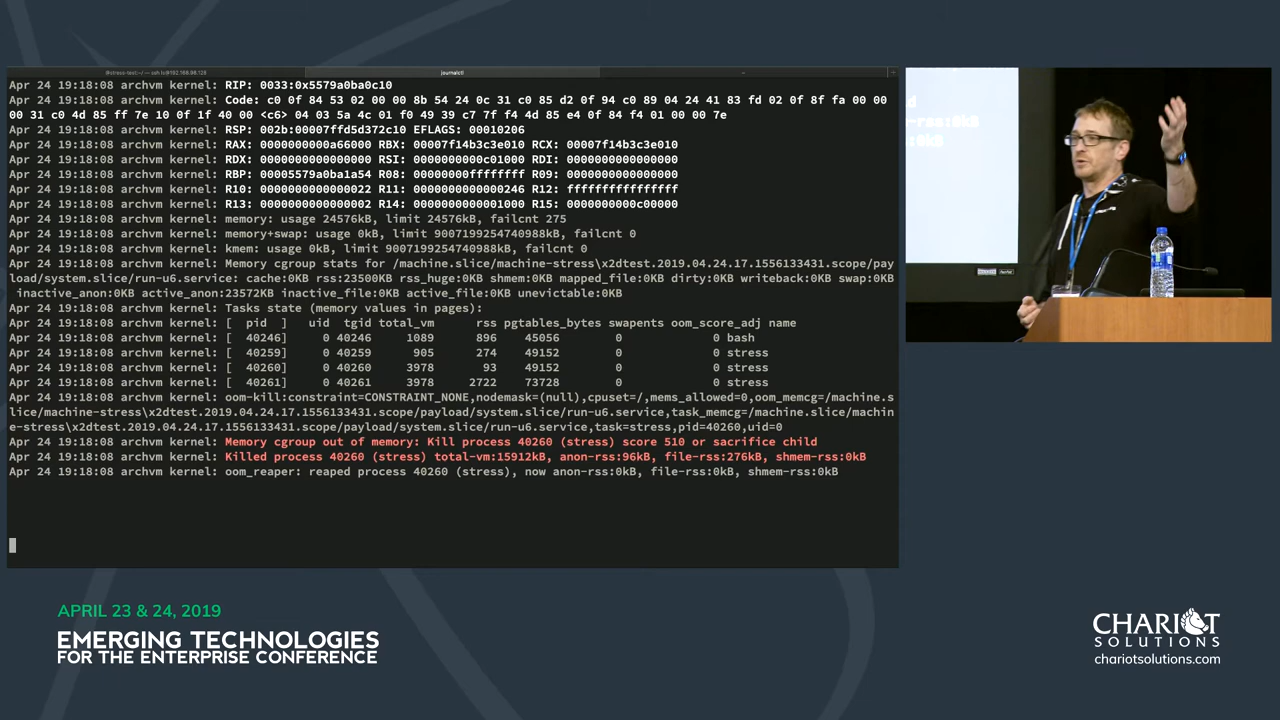 journalctl
Apr 24 19:18:08 archvm kernel: RIP: 0033:0x5579a0ba0c10
Apr 24 19:18:08 archvm kernel: Code: c0 0f 84 53 02 00 00 8b 54 24 0c 31 c0 85 d2 0f 94 c0 89 04 24 41 83 fd 02 0f 8f fa 00 00
00 31 c0 4d 85 ff 7e 10 0f 1f 40 00 <c6> 04 03 5a 4c 01 f0 49 39 c7 7f f4 4d 85 e4 0f 84 f4 01 00 00 7e
Apr 24 19:18:08 archvm kernel: RSP: 002b:00007ffd5d372c10 EFLAGS: 00010206
Apr 24 19:18:08 archvm kernel: RAX: 0000000000a66000 RBX: 00007f14b3c3e010 RCX: 00007f14b3c3e010
Apr 24 19:18:08 archvm kernel: RDX: 0000000000000000 RSI: 0000000000c01000 RDI: 0000000000000000
Apr 24 19:18:08 archvm kernel: RBP: 00005579a0ba1a54 R08: 00000000ffffffff R09: 0000000000000000
Apr 24 19:18:08 archvm kernel: R10: 0000000000000022 R11: 0000000000000246 R12: ffffffffffffffff
Apr 24 19:18:08 archvm kernel: R13: 0000000000000002 R14: 0000000000001000 R15: 0000000000c00000
Apr 24 19:18:08 archvm kernel: memory: usage 24576kB, limit 24576kB, failcnt 275
Apr 24 19:18:08 archvm kernel: memory+swap: usage 0kB, limit 9007199254740988kB, failcnt 0
Apr 24 19:18:08 archvm kernel: kmem: usage 0kB, limit 9007199254740988kB, failcnt 0
Apr 24 19:18:08 archvm kernel: Memory cgroup stats for /machine.slice/machine-stress\x2dtest.2019.04.24.17.1556133431.scope/pay
load/system.slice/run-u6.service: cache:0KB rss:23500KB rss_huge:0KB shmem:0KB mapped_file:0KB dirty:0KB writeback:0KB swap:0KB
inactive_anon:0KB active_anon:23572KB inactive_file:0KB active_file:0KB unevictable:0KB
Apr 24 19:18:08 archvm kernel: Tasks state (memory values in pages):
Apr 24 19:18:08 archvm kernel: [ pid ] uid tgid total_vm rss pgtables_bytes swapents oom_score_adj name
Apr 24 19:18:08 archvm kernel: [ 40246] 0 40246 1089 896 45056 0 0 bash
Apr 24 19:18:08 archvm kernel: [ 40259] 0 40259 905 274 49152 0 0 stress
Apr 24 19:18:08 archvm kernel: [ 40260] 0 40260 3978 93 49152 0 0 stress
Apr 24 19:18:08 archvm kernel: [ 40261] 0 40261 3978 2722 73728 0 0 stress
Apr 24 19:18:08 archvm kernel: oom-kill:constraint=CONSTRAINT_NONE,nodemask=(null),cpuset=/,mems_allowed=0,oom_memcg=/machine.s
lice/machine-stress\x2dtest.2019.04.24.17.1556133431.scope/payload/system.slice/run-u6.service,task_memcg=/machine.slice/machin
e-stress\x2dtest.2019.04.24.17.1556133431.scope/payload/system.slice/run-u6.service,task=stress,pid=40260,uid=0
Apr 24 19:18:08 archvm kernel: Memory cgroup out of memory: Kill process 40260 (stress) score 510 or sacrifice child
Apr 24 19:18:08 archvm kernel: Killed process 40260 (stress) total-vm:15912kB, anon-rss:96kB, file-rss:276kB, shmem-rss:0kB
Apr 24 19:18:08 archvm kernel: oom_reaper: reaped process 40260 (stress), now anon-rss:0kB, file-rss:0kB, shmem-rss:0kB
APRIL 23 & 24, 2019
EMERGING TECHNOLOGIES
FOR THE ENTERPRISE CONFERENCE
CHARIOT
SOLUTIONS
chariotsolutions.com